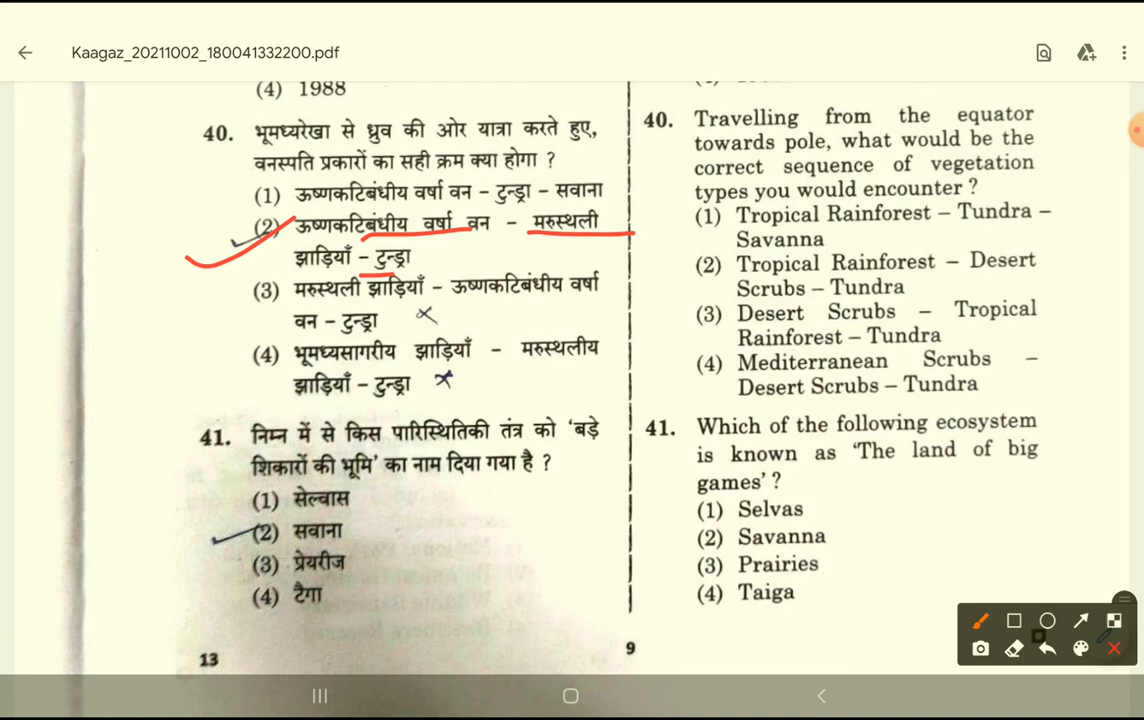 Kaagaz_20211002_180041332200.pdf
(4) 1988
40. भूमध्यरेखा से ध्रुव की ओर यात्रा करते हुए,
वनस्पति प्रकारों का सही क्रम क्या होगा ?
(1) ऊष्णकटिबंधीय वर्षा वन – टुन्ड्रा – सवाना
(2) ऊष्णकटिबंधीय वर्षा वन – मरुस्थली
झाड़ियाँ – टुन्ड्रा
(3) मरुस्थली झाड़ियाँ – ऊष्णकटिबंधीय वर्षा
वन – टुन्ड्रा
(4) भूमध्यसागरीय झाड़ियाँ – मरुस्थलीय
झाड़ियाँ – टुन्ड्रा
41. निम्न में से किस पारिस्थितिकी तंत्र को 'बड़े
शिकारों की भूमि' का नाम दिया गया है ?
(1) सेल्वास
(2) सवाना
(3) प्रेयरीज
(4) टैगा
13
40. Travelling from the equator
towards pole, what would be the
correct sequence of vegetation
types you would encounter ?
(1) Tropical Rainforest – Tundra –
Savanna
(2) Tropical Rainforest – Desert
Scrubs – Tundra
(3) Desert Scrubs – Tropical
Rainforest – Tundra
(4) Mediterranean Scrubs –
Desert Scrubs – Tundra
41. Which of the following ecosystem
is known as 'The land of big
games' ?
(1) Selvas
(2) Savanna
(3) Prairies
(4) Taiga
9